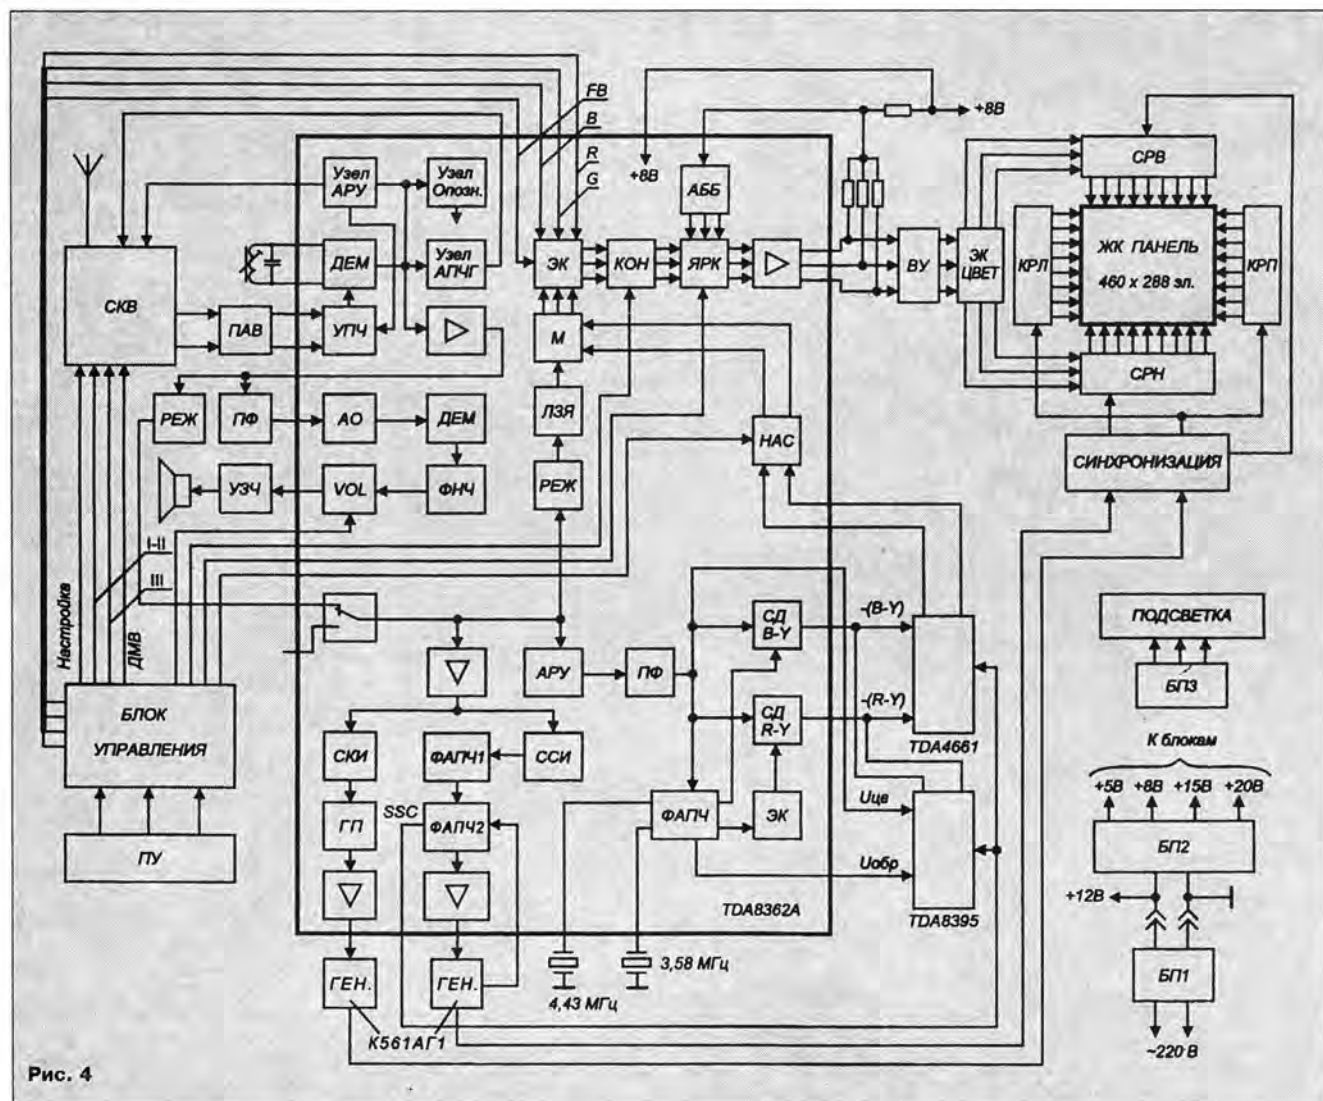 FB
B
R
G
+8В
+8В
СРВ
Узел
АРУ
Узел
Опозн.
АББ
ДЕМ
Узел
АПЧГ
ЭК
КОН
ЯРК
ВУ
ЭК
ЦВЕТ
КРЛ
ЖК ПАНЕЛЬ
460 х 288 эл.
КРП
СКВ
ПАВ
УПЧ
М
СРН
РЕЖ
ПФ
АО
ДЕМ
ЛЗЯ
НАС
СИНХРОНИЗАЦИЯ
УЗЧ
VOL
ФНЧ
РЕЖ
I-II
III
Настройка
ДМВ
ПОДСВЕТКА
БП3
СД
B-Y
-(B-Y)
АРУ
ПФ
СД
R-Y
-(R-Y)
TDA4661
БЛОК
УПРАВЛЕНИЯ
СКИ
ФАПЧ1
ССИ
К блокам
+5В
+8В
+15В
+20В
SSC
ГП
ФАПЧ2
ФАПЧ
ЭК
Uцв
Uобр
ПУ
БП2
TDA8362A
TDA8395
+12В
ГЕН.
ГЕН.
3,58 МГц
4,43 МГц
БП1
К561АГ1
~220 В
Рис. 4